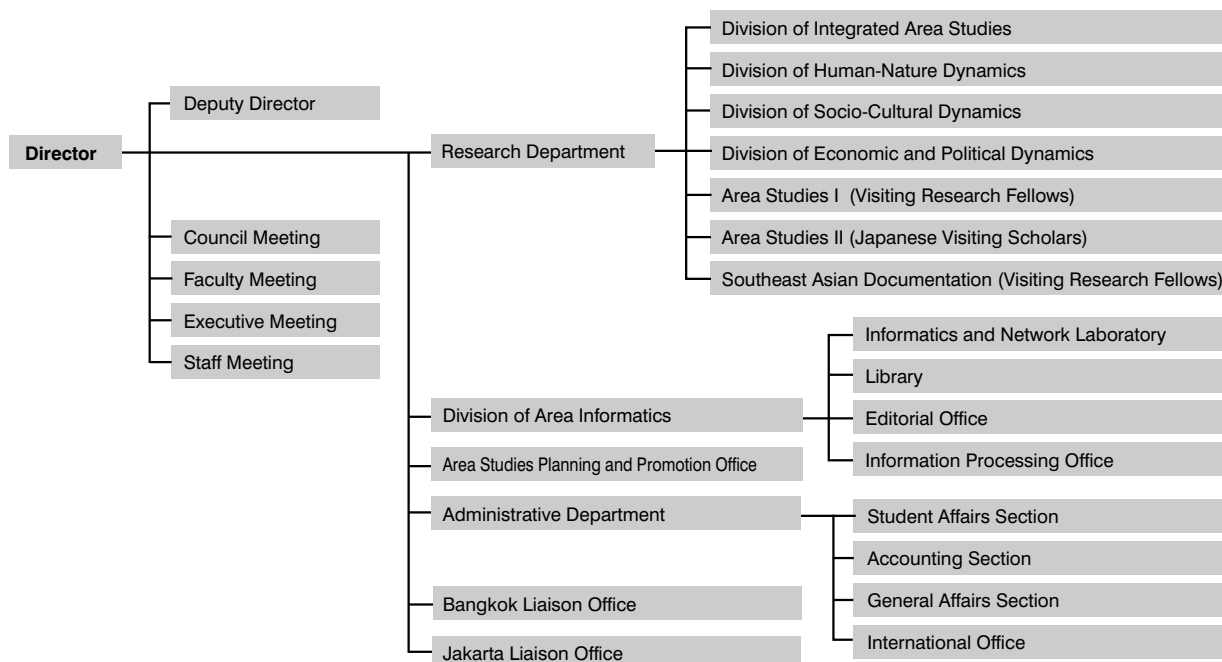 Director
Deputy Director
Council Meeting
Faculty Meeting
Executive Meeting
Staff Meeting
Research Department
Division of Integrated Area Studies
Division of Human-Nature Dynamics
Division of Socio-Cultural Dynamics
Division of Economic and Political Dynamics
Area Studies I (Visiting Research Fellows)
Area Studies II (Japanese Visiting Scholars)
Southeast Asian Documentation (Visiting Research Fellows)
Division of Area Informatics
Informatics and Network Laboratory
Library
Editorial Office
Information Processing Office
Area Studies Planning and Promotion Office
Administrative Department
Student Affairs Section
Accounting Section
General Affairs Section
International Office
Bangkok Liaison Office
Jakarta Liaison Office